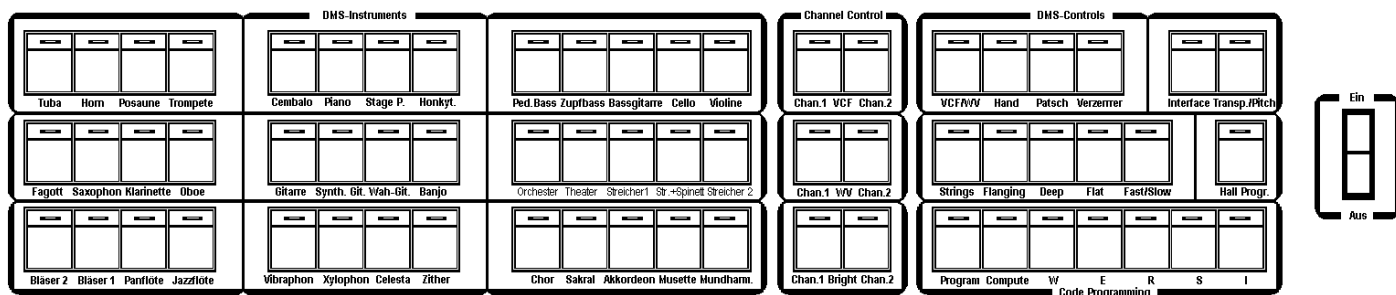 DMS-Instruments
Channel Control
DMS-Controls
Tuba Horn Posaune Trompete
Cembalo Piano Stage P. Honkyt.
Ped.Bass Zupfbass Bassgitarre Cello Violine
Chan.1 VCF Chan.2
VCF/WV Hand Patsch Verzerrer
Interface Transp./Pitch
Ein
Fagott Saxophon Klarinette Oboe
Gitarre Synth. Git. Wah-Git. Banjo
Orchester Theater Streicher1 Str.+Spinett Streicher 2
Chan.1 WV Chan.2
Strings Flanging Deep Flat Fast/Slow
Hall Progr.
Aus
Bläser 2 Bläser 1 Panflöte Jazzflöte
Vibraphon Xylophon Celesta Zither
Chor Sakral Akkordeon Musette Mundharm.
Chan.1 Bright Chan.2
Program Compute W E R S I
Code Programming